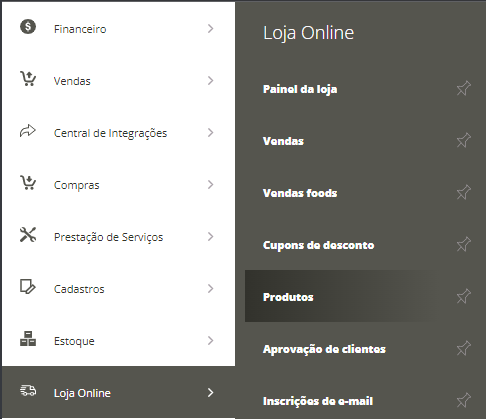 Financeiro
Vendas
Central de Integrações
Compras
Prestação de Serviços
Cadastros
Estoque
Loja Online
Loja Online
Painel da loja
Vendas
Vendas foods
Cupons de desconto
Produtos
Aprovação de clientes
Inscrições de e-mail